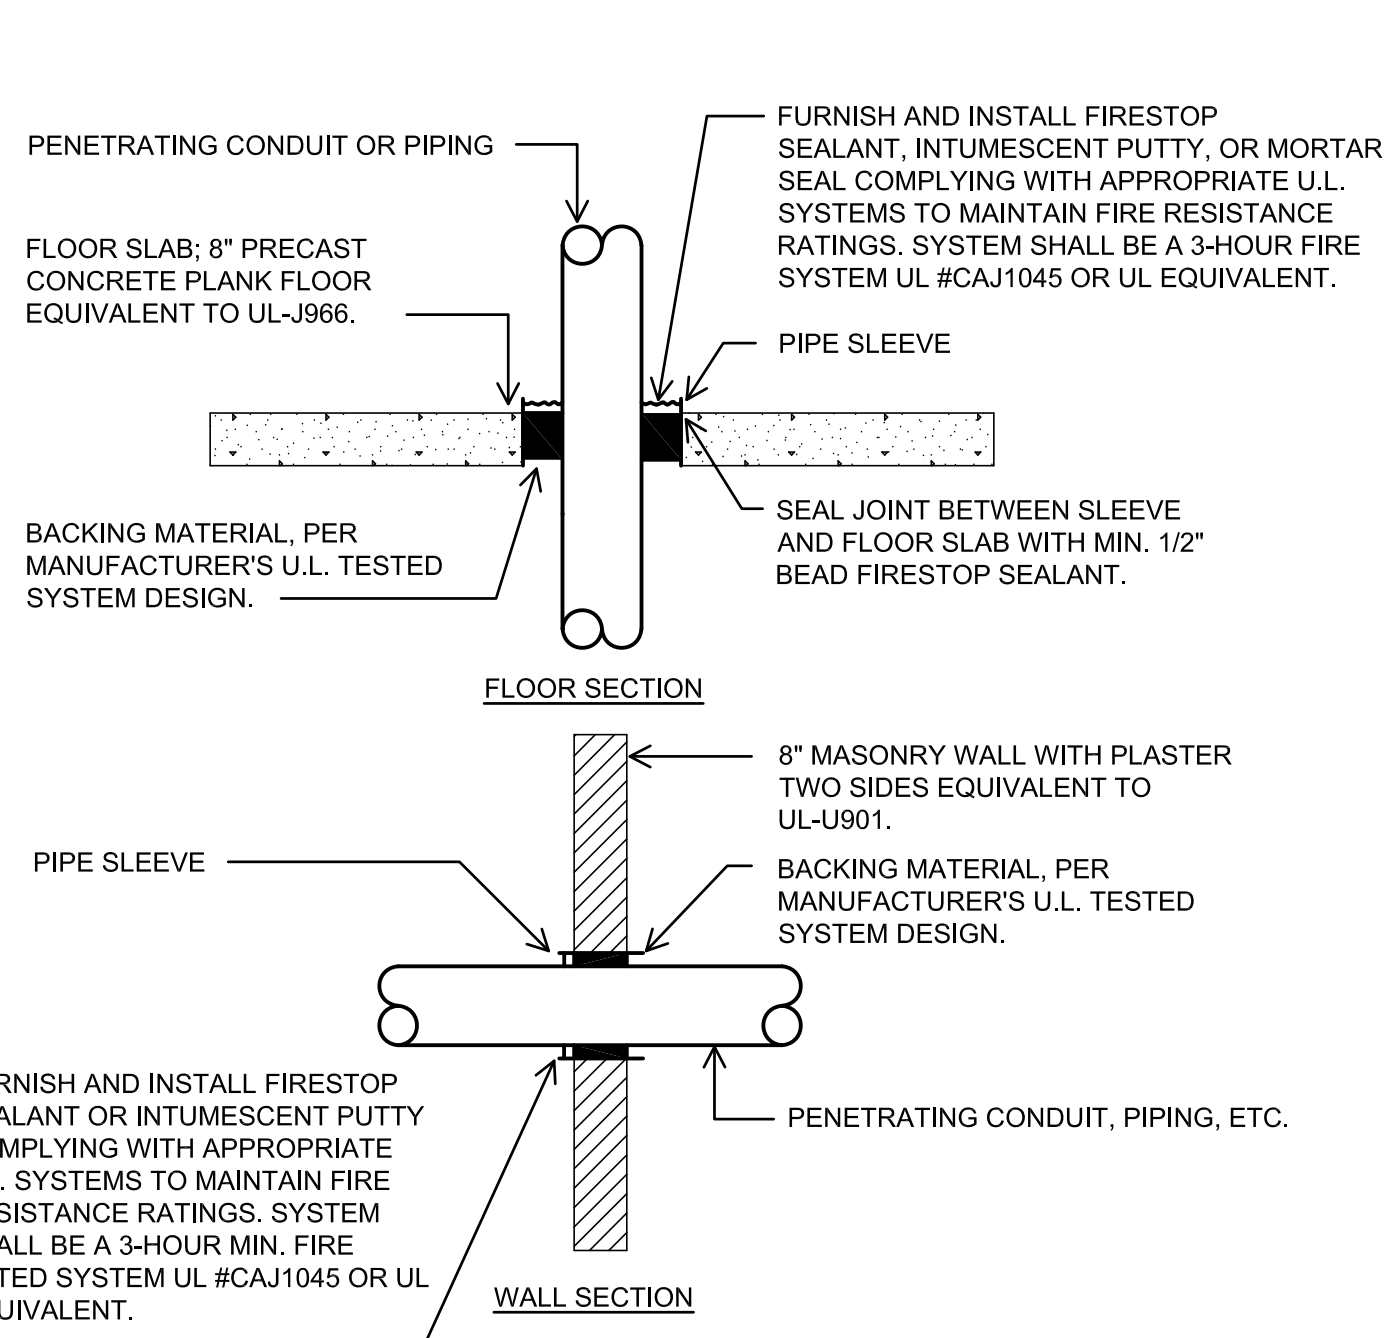 PENETRATING CONDUIT OR PIPING
FURNISH AND INSTALL FIRESTOP
SEALANT, INTUMESCENT PUTTY, OR MORTAR
SEAL COMPLYING WITH APPROPRIATE U.L.
SYSTEMS TO MAINTAIN FIRE RESISTANCE
RATINGS. SYSTEM SHALL BE A 3-HOUR FIRE
SYSTEM UL #CAJ1045 OR UL EQUIVALENT.
FLOOR SLAB; 8" PRECAST
CONCRETE PLANK FLOOR
EQUIVALENT TO UL-J966.
PIPE SLEEVE
BACKING MATERIAL, PER
MANUFACTURER'S U.L. TESTED
SYSTEM DESIGN.
SEAL JOINT BETWEEN SLEEVE
AND FLOOR SLAB WITH MIN. 1/2"
BEAD FIRESTOP SEALANT.
FLOOR SECTION
8" MASONRY WALL WITH PLASTER
TWO SIDES EQUIVALENT TO
UL-U901.
PIPE SLEEVE
BACKING MATERIAL, PER
MANUFACTURER'S U.L. TESTED
SYSTEM DESIGN.
RNISH AND INSTALL FIRESTOP
ALANT OR INTUMESCENT PUTTY
MPLYING WITH APPROPRIATE
. SYSTEMS TO MAINTAIN FIRE
SISTANCE RATINGS. SYSTEM
ALL BE A 3-HOUR MIN. FIRE
TED SYSTEM UL #CAJ1045 OR UL
UIVALENT.
PENETRATING CONDUIT, PIPING, ETC.
WALL SECTION